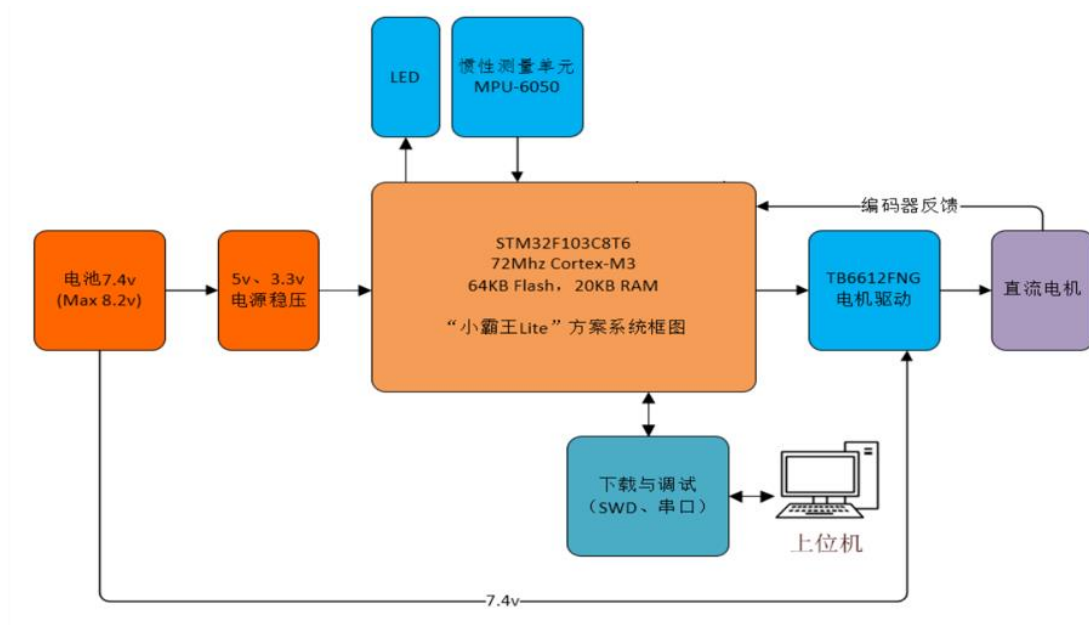 LED
惯性测量单元
MPU-6050
编码器反馈
电池7.4v
(Max 8.2v)
5v、3.3v
电源稳压
STM32F103C8T6
72Mhz Cortex-M3
64KB Flash，20KB RAM
“小霸王Lite”方案系统框图
TB6612FNG
电机驱动
直流电机
下载与调试
（SWD、串口）
上位机
7.4v